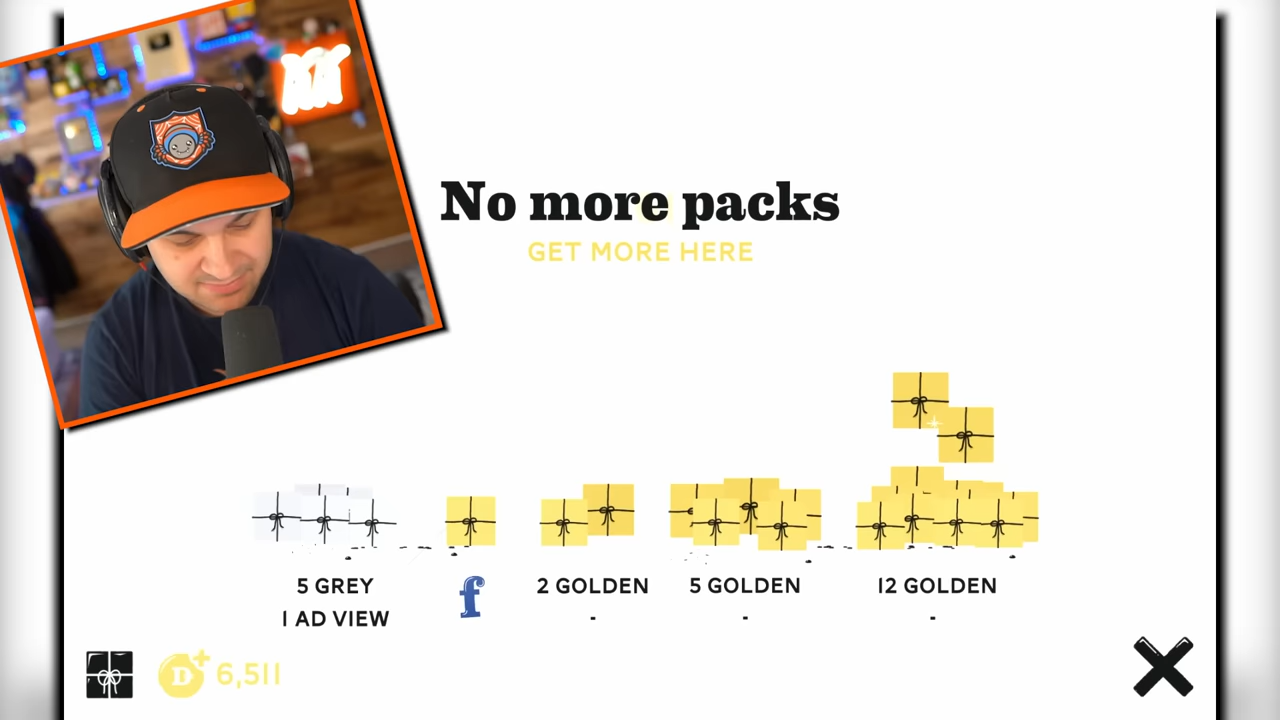 No more packs
GET MORE HERE
5 GREY
1 AD VIEW
f
2 GOLDEN
-
5 GOLDEN
-
12 GOLDEN
-
D+ 6,511